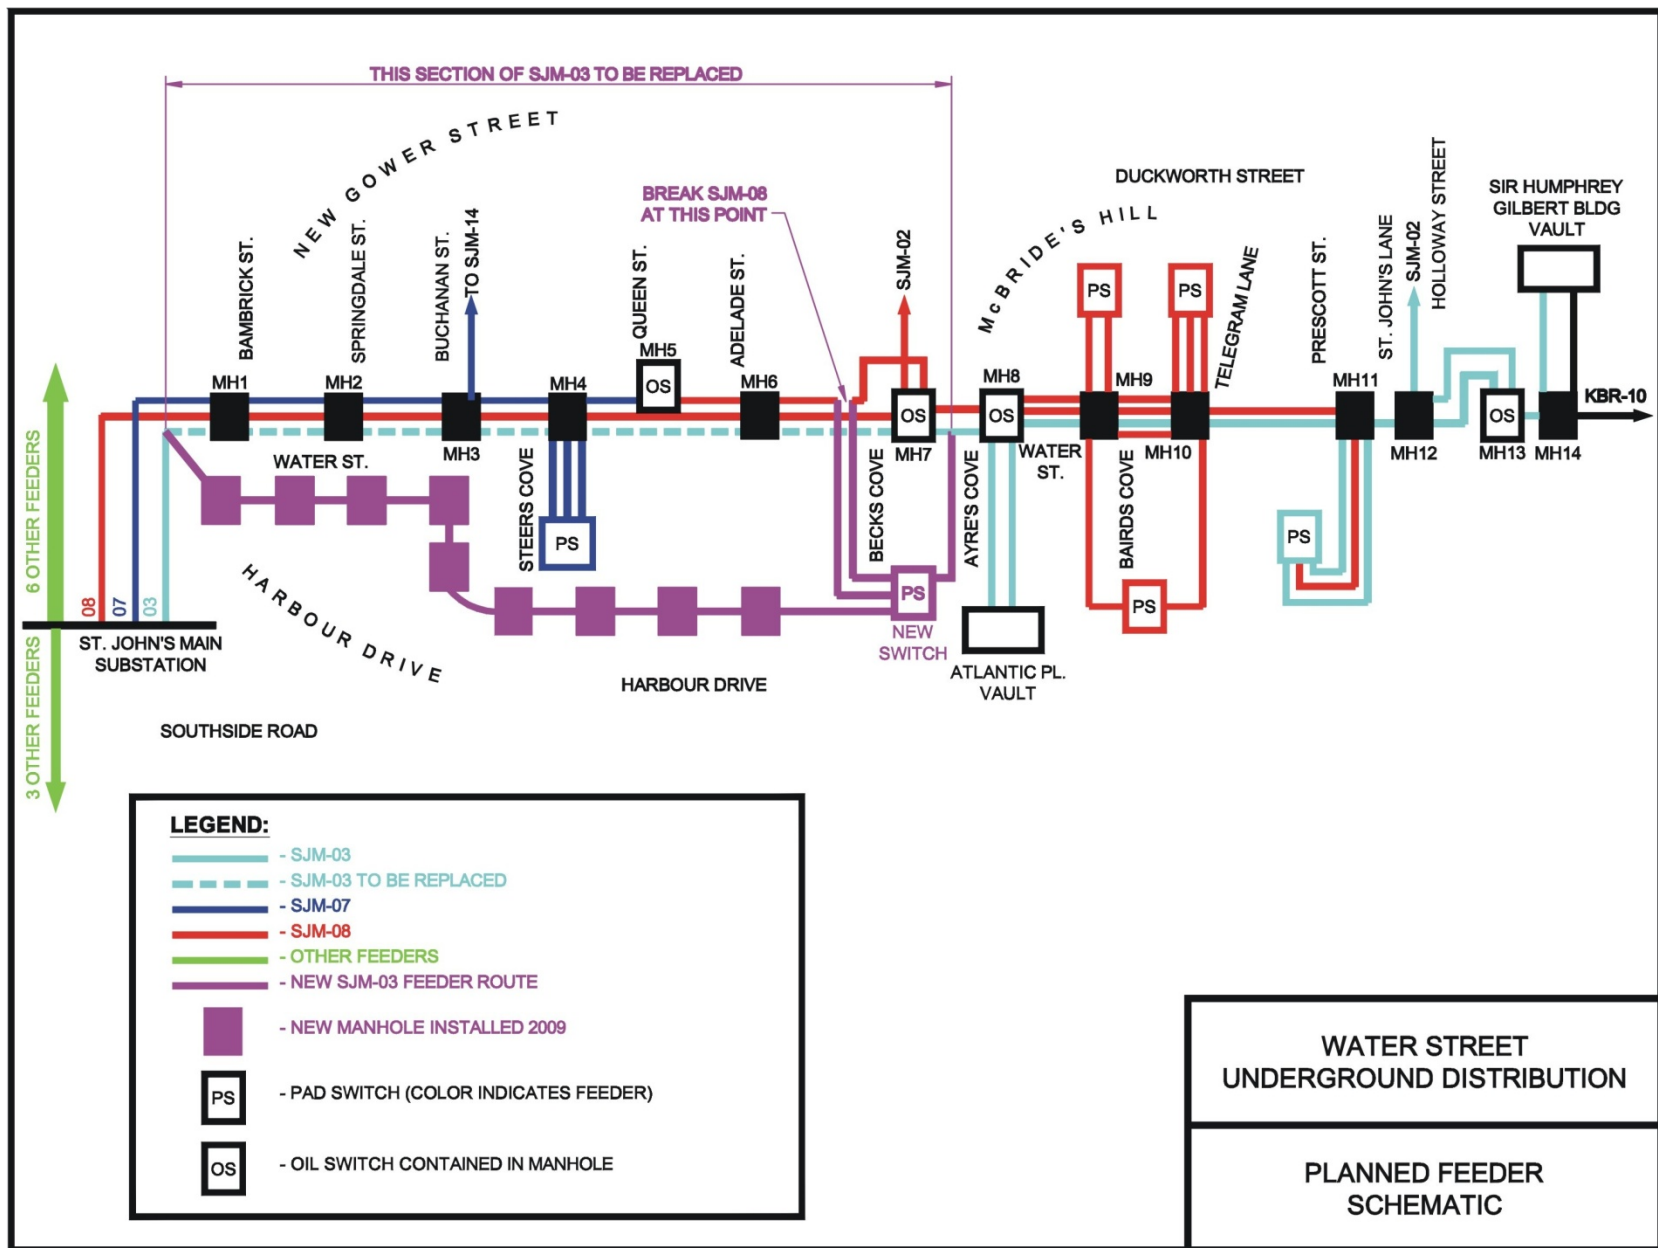 THIS SECTION OF SJM-03 TO BE REPLACED
NEW GOWER STREET
BREAK SJM-08
AT THIS POINT
DUCKWORTH STREET
McBRIDE'S HILL
SIR HUMPHREY
GILBERT BLDG
VAULT
BAMBRICK ST.
SPRINGDALE ST.
BUCHANAN ST.
TO SJM-14
QUEEN ST.
ADELADE ST.
SJM-02
TELEGRAM LANE
PRESCOTT ST.
ST. JOHN'S LANE
SJM-02
HOLLOWAY STREET
PS
PS
MH1
MH2
MH3
MH4
MH5
OS
MH6
OS
MH7
MH8
OS
MH9
MH10
MH11
MH12
OS
MH13
MH14
KBR-10
WATER ST.
WATER
ST.
STEERS COVE
PS
BECKS COVE
AYRE'S COVE
BAIRDS COVE
PS
PS
PS
NEW
SWITCH
ATLANTIC PL.
VAULT
6 OTHER FEEDERS
3 OTHER FEEDERS
08
07
03
ST. JOHN'S MAIN
SUBSTATION
HARBOUR DRIVE
HARBOUR DRIVE
SOUTHSIDE ROAD
LEGEND:
- SJM-03
- SJM-03 TO BE REPLACED
- SJM-07
- SJM-08
- OTHER FEEDERS
- NEW SJM-03 FEEDER ROUTE
- NEW MANHOLE INSTALLED 2009
PS - PAD SWITCH (COLOR INDICATES FEEDER)
OS - OIL SWITCH CONTAINED IN MANHOLE
WATER STREET
UNDERGROUND DISTRIBUTION
PLANNED FEEDER
SCHEMATIC